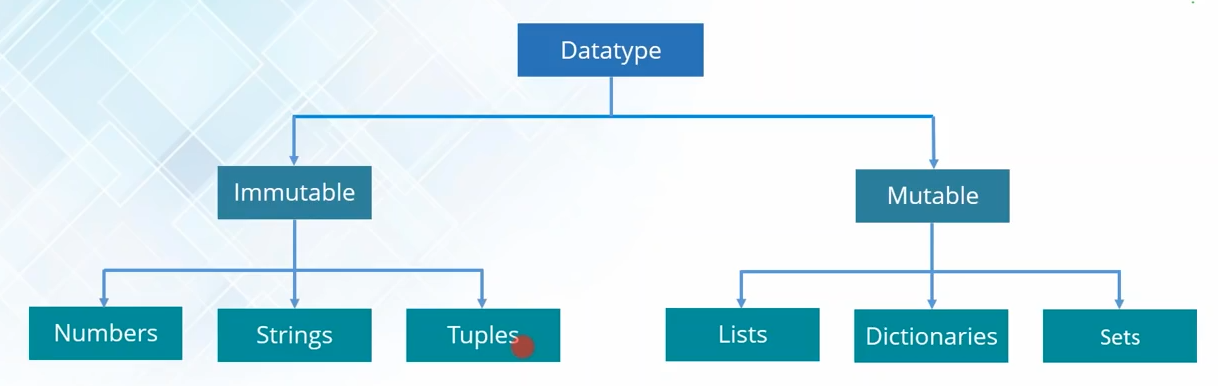 Datatype
Immutable
Mutable
Numbers
Strings
Tuples
Lists
Dictionaries
Sets